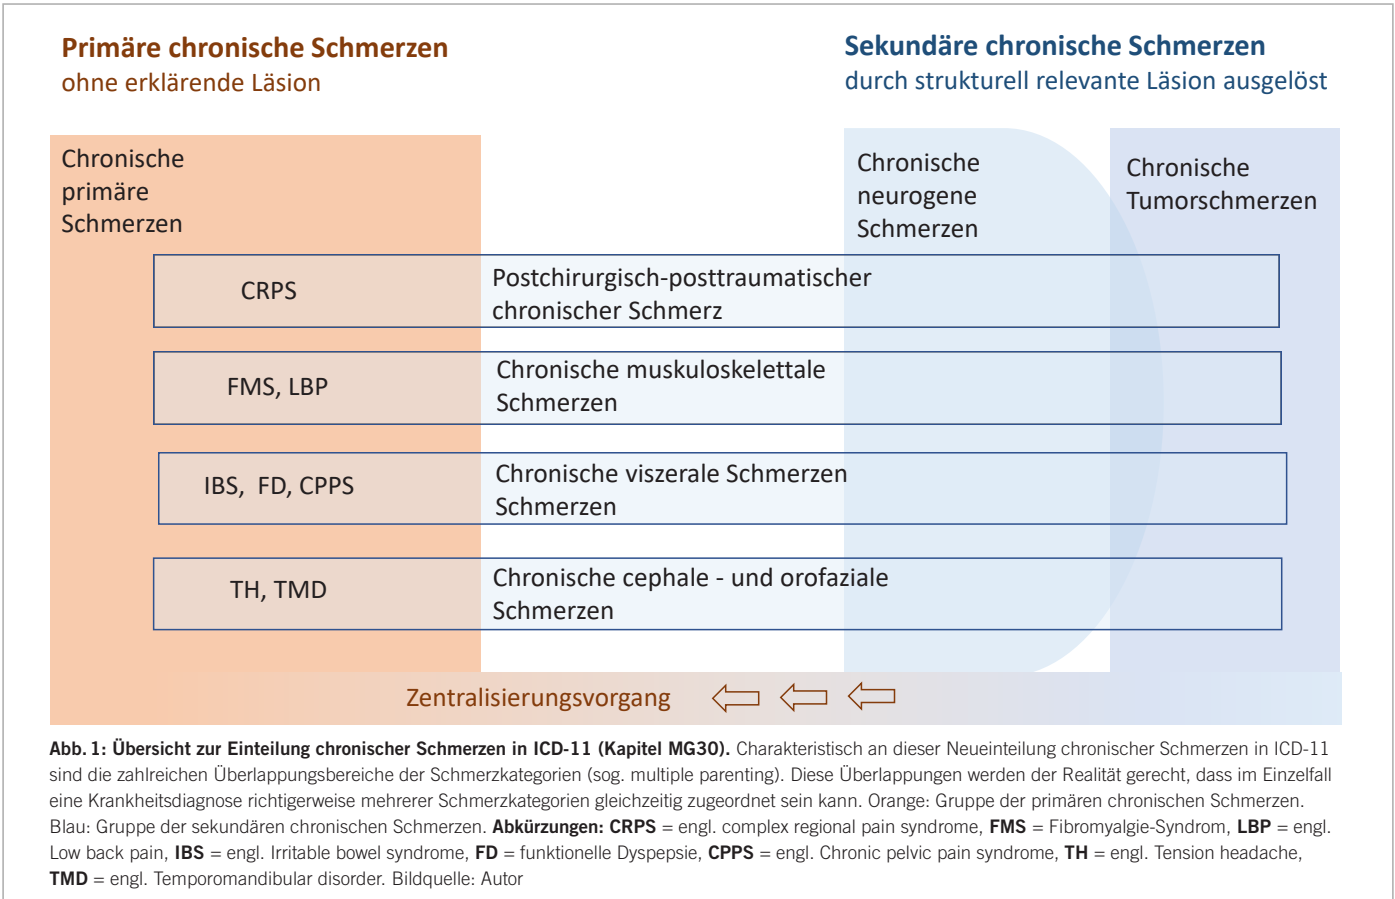 Primäre chronische Schmerzen
ohne erklärende Läsion
Sekundäre chronische Schmerzen
durch strukturell relevante Läsion ausgelöst
Chronische
primäre
Schmerzen
Chronische
neurogene
Schmerzen
Chronische
Tumorschmerzen
CRPS
Postchirurgisch-posttraumatischer
chronischer Schmerz
FMS, LBP
Chronische muskuloskelettale
Schmerzen
IBS, FD, CPPS
Chronische viszerale Schmerzen
Schmerzen
TH, TMD
Chronische cephale - und orofaziale
Schmerzen
Zentralisierungsvorgang
Abb. 1: Übersicht zur Einteilung chronischer Schmerzen in ICD-11 (Kapitel MG30). Charakteristisch an dieser Neueinteilung chronischer Schmerzen in ICD-11
sind die zahlreichen Überlappungsbereiche der Schmerzkategorien (sog. multiple parenting). Diese Überlappungen werden der Realität gerecht, dass im Einzelfall
eine Krankheitsdiagnose richtigerweise mehrerer Schmerzkategorien gleichzeitig zugeordnet sein kann. Orange: Gruppe der primären chronischen Schmerzen.
Blau: Gruppe der sekundären chronischen Schmerzen. Abkürzungen: CRPS = engl. complex regional pain syndrome, FMS = Fibromyalgie-Syndrom, LBP = engl.
Low back pain, IBS = engl. Irritable bowel syndrome, FD = funktionelle Dyspepsie, CPPS = engl. Chronic pelvic pain syndrome, TH = engl. Tension headache,
TMD = engl. Temporomandibular disorder. Bildquelle: Autor